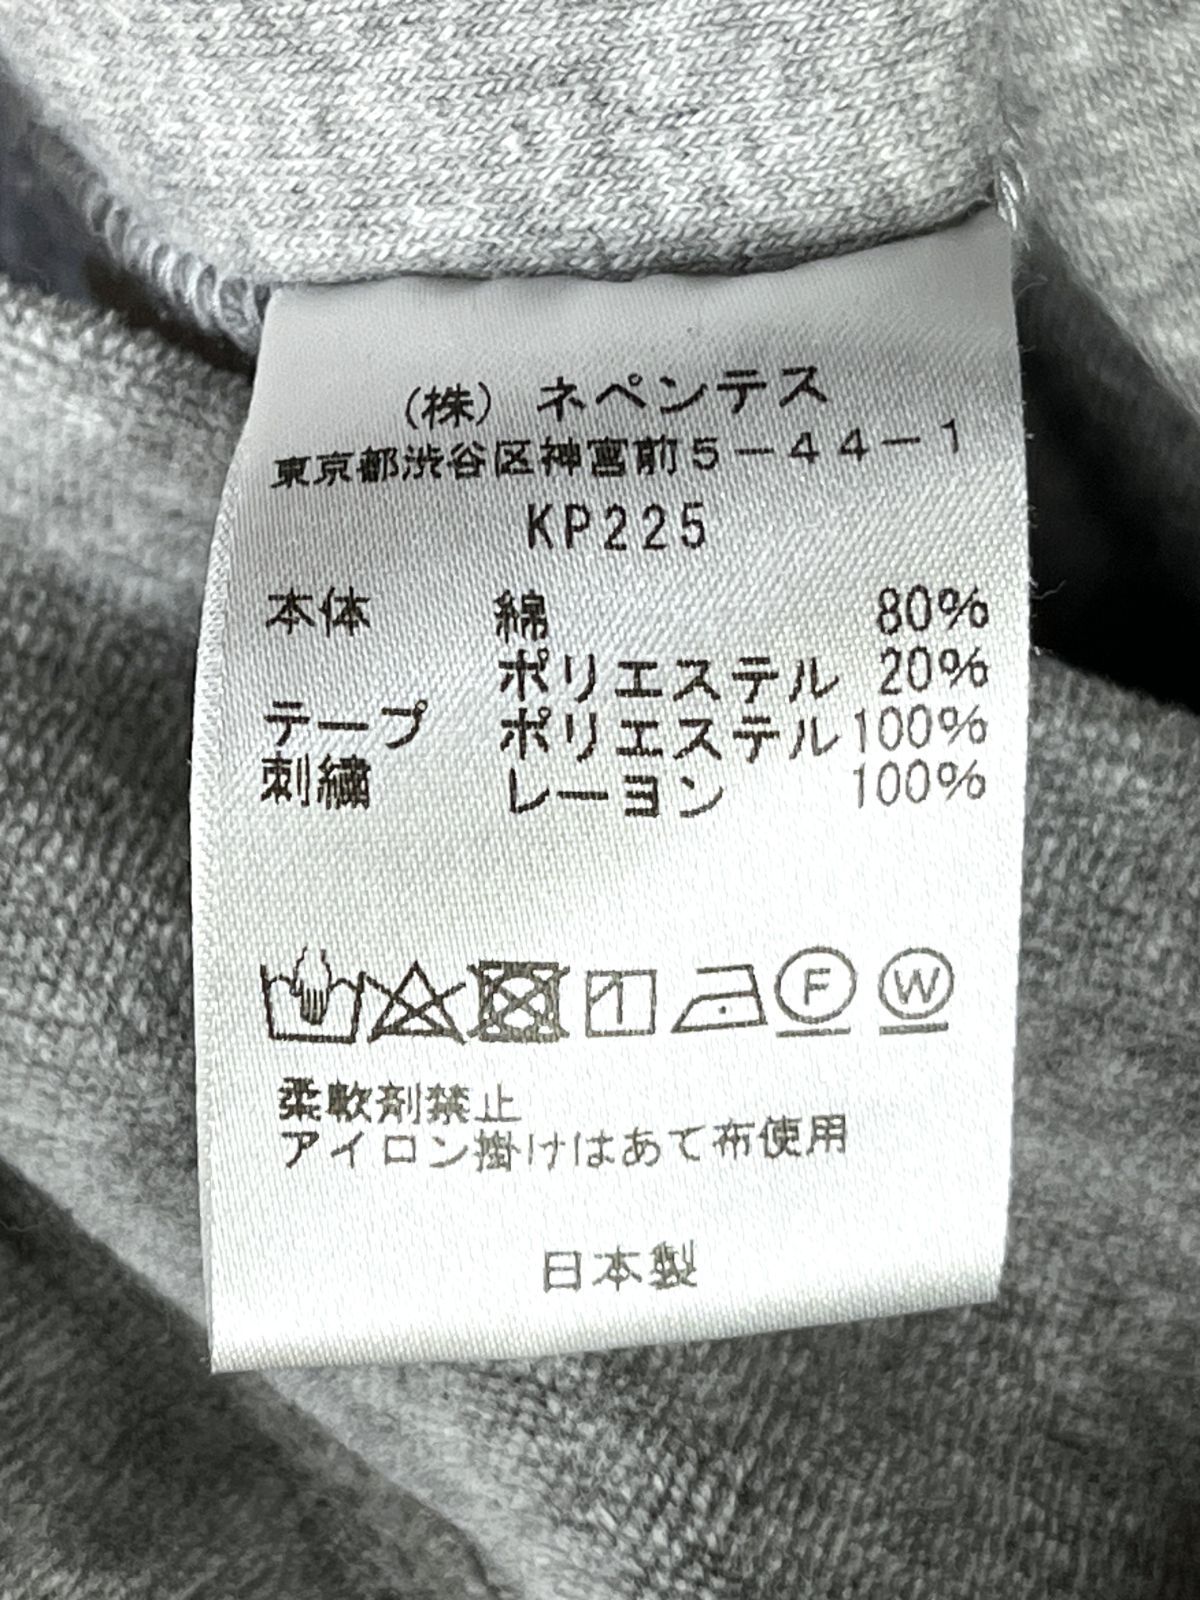 (株) ネペンテス
東京都渋谷区神宮前5-44-1
KP225
本体 綿 80%
ポリエステル 20%
テープ ポリエステル 100%
刺繍 レーヨン 100%
F W
柔軟剤禁止
アイロン掛けはあて布使用
日本製